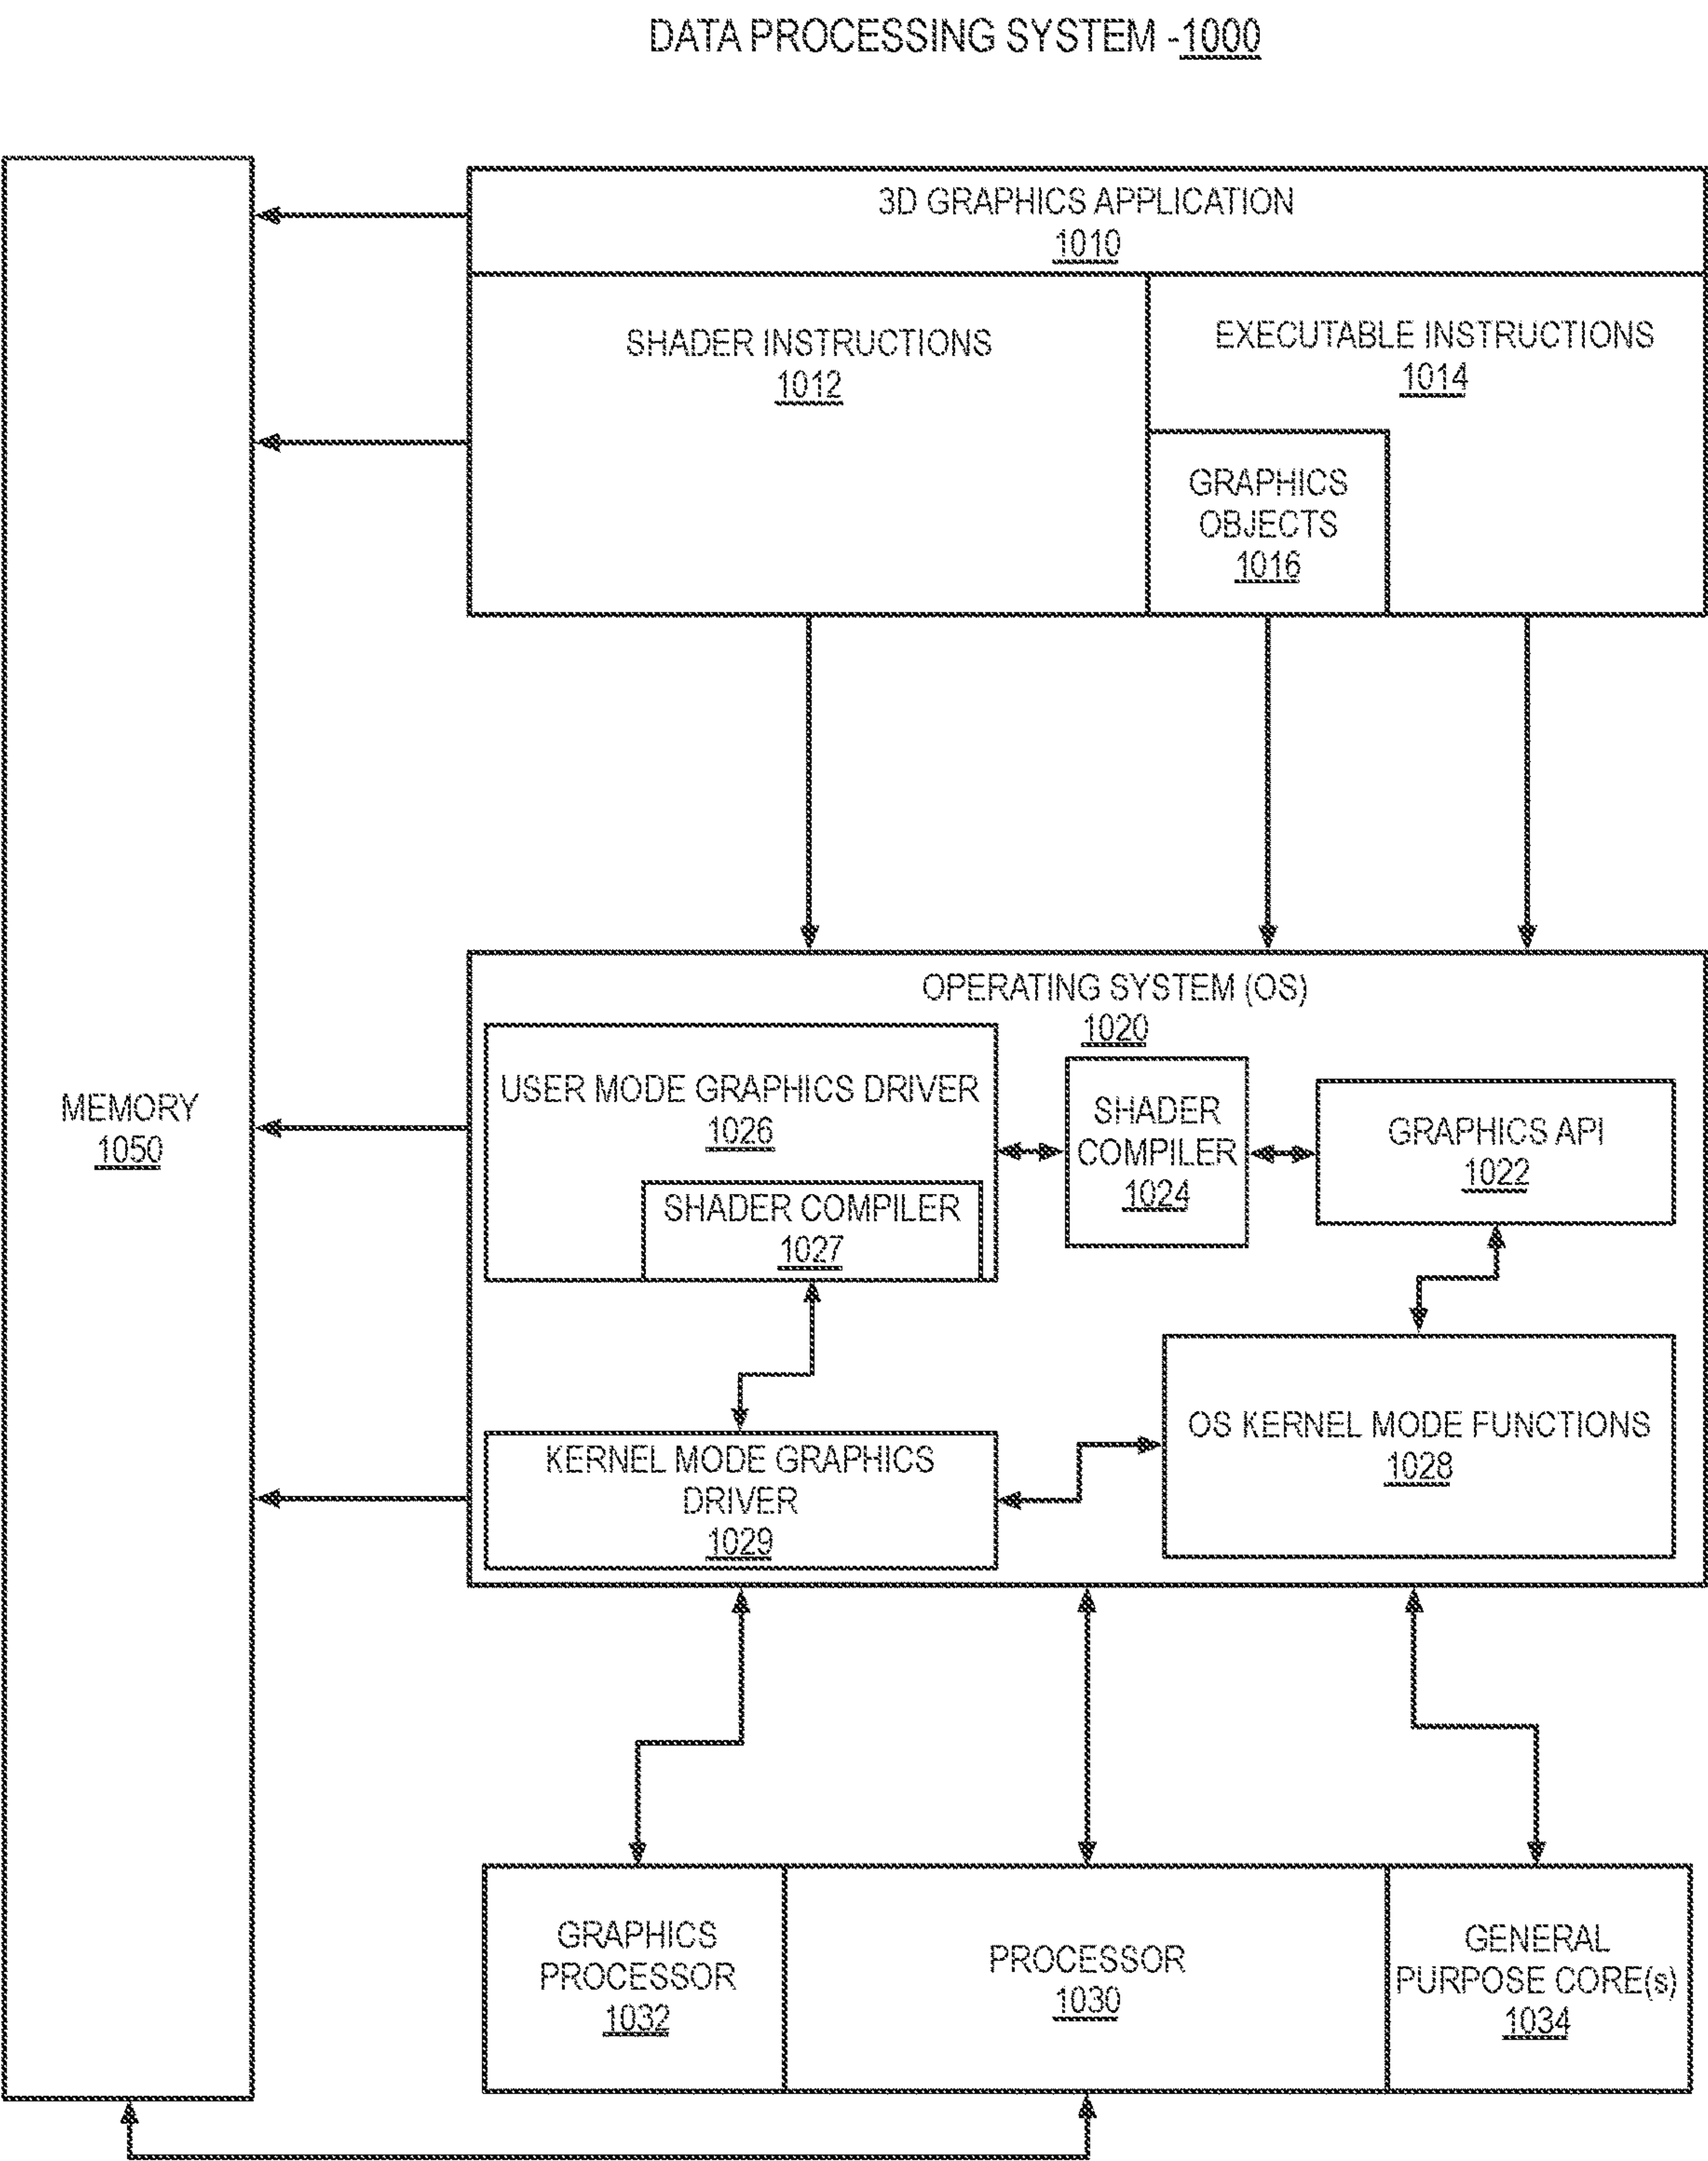 DATA PROCESSING SYSTEM -1000
3D GRAPHICS APPLICATION
1010
SHADER INSTRUCTIONS
1012
EXECUTABLE INSTRUCTIONS
1014
GRAPHICS
OBJECTS
1016
OPERATING SYSTEM (OS)
1020
USER MODE GRAPHICS DRIVER
1026
SHADER COMPILER
1027
SHADER
COMPILER
1024
GRAPHICS API
1022
MEMORY
1050
KERNEL MODE GRAPHICS
DRIVER
1029
OS KERNEL MODE FUNCTIONS
1028
GRAPHICS
PROCESSOR
1032
PROCESSOR
1030
GENERAL
PURPOSE CORE(s)
1034